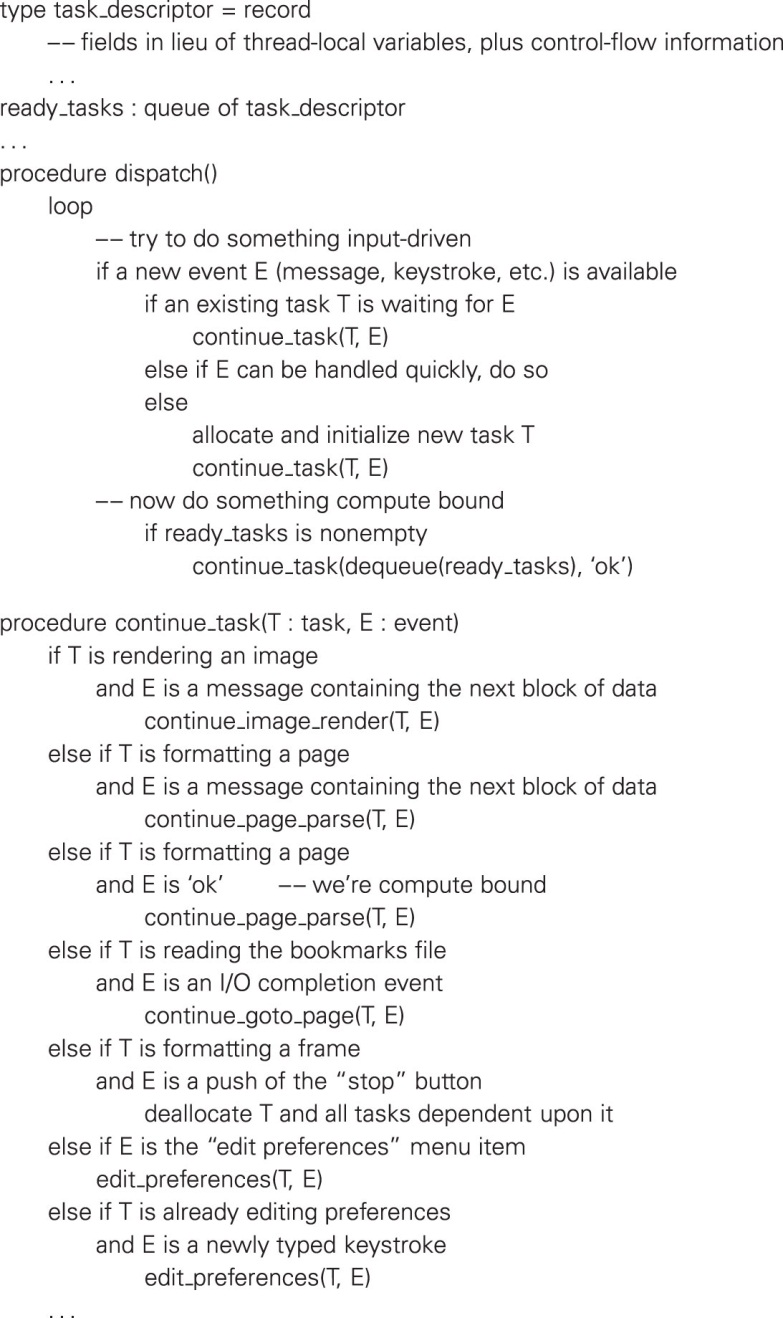 type task_descriptor = record
–– fields in lieu of thread-local variables, plus control-flow information
...
ready_tasks : queue of task_descriptor
...
procedure dispatch()
loop
–– try to do something input-driven
if a new event E (message, keystroke, etc.) is available
if an existing task T is waiting for E
continue_task(T, E)
else if E can be handled quickly, do so
else
allocate and initialize new task T
continue_task(T, E)
–– now do something compute bound
if ready_tasks is nonempty
continue_task(dequeue(ready_tasks), ‘ok’)
procedure continue_task(T : task, E : event)
if T is rendering an image
and E is a message containing the next block of data
continue_image_render(T, E)
else if T is formatting a page
and E is a message containing the next block of data
continue_page_parse(T, E)
else if T is formatting a page
and E is ‘ok’ –– we’re compute bound
continue_page_parse(T, E)
else if T is reading the bookmarks file
and E is an I/O completion event
continue_goto_page(T, E)
else if T is formatting a frame
and E is a push of the “stop” button
deallocate T and all tasks dependent upon it
else if E is the “edit preferences” menu item
edit_preferences(T, E)
else if T is already editing preferences
and E is a newly typed keystroke
edit_preferences(T, E)
...